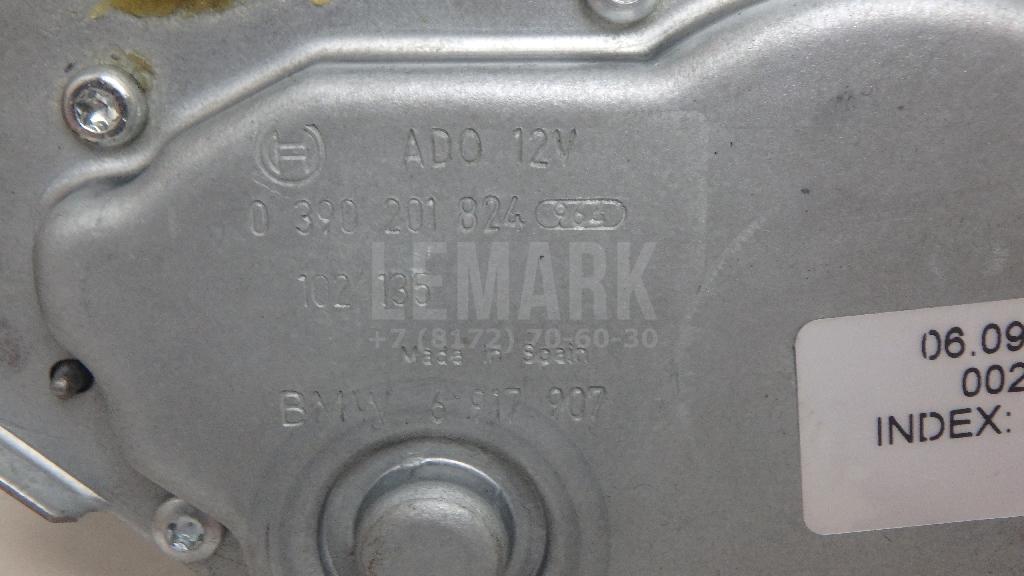 ADO 12V
0 390 201 824 964
102 135
LEMARK
+7 (8172) 70-60-30
Made in Spain
BMW 6 917 907
06.09
002
INDEX: